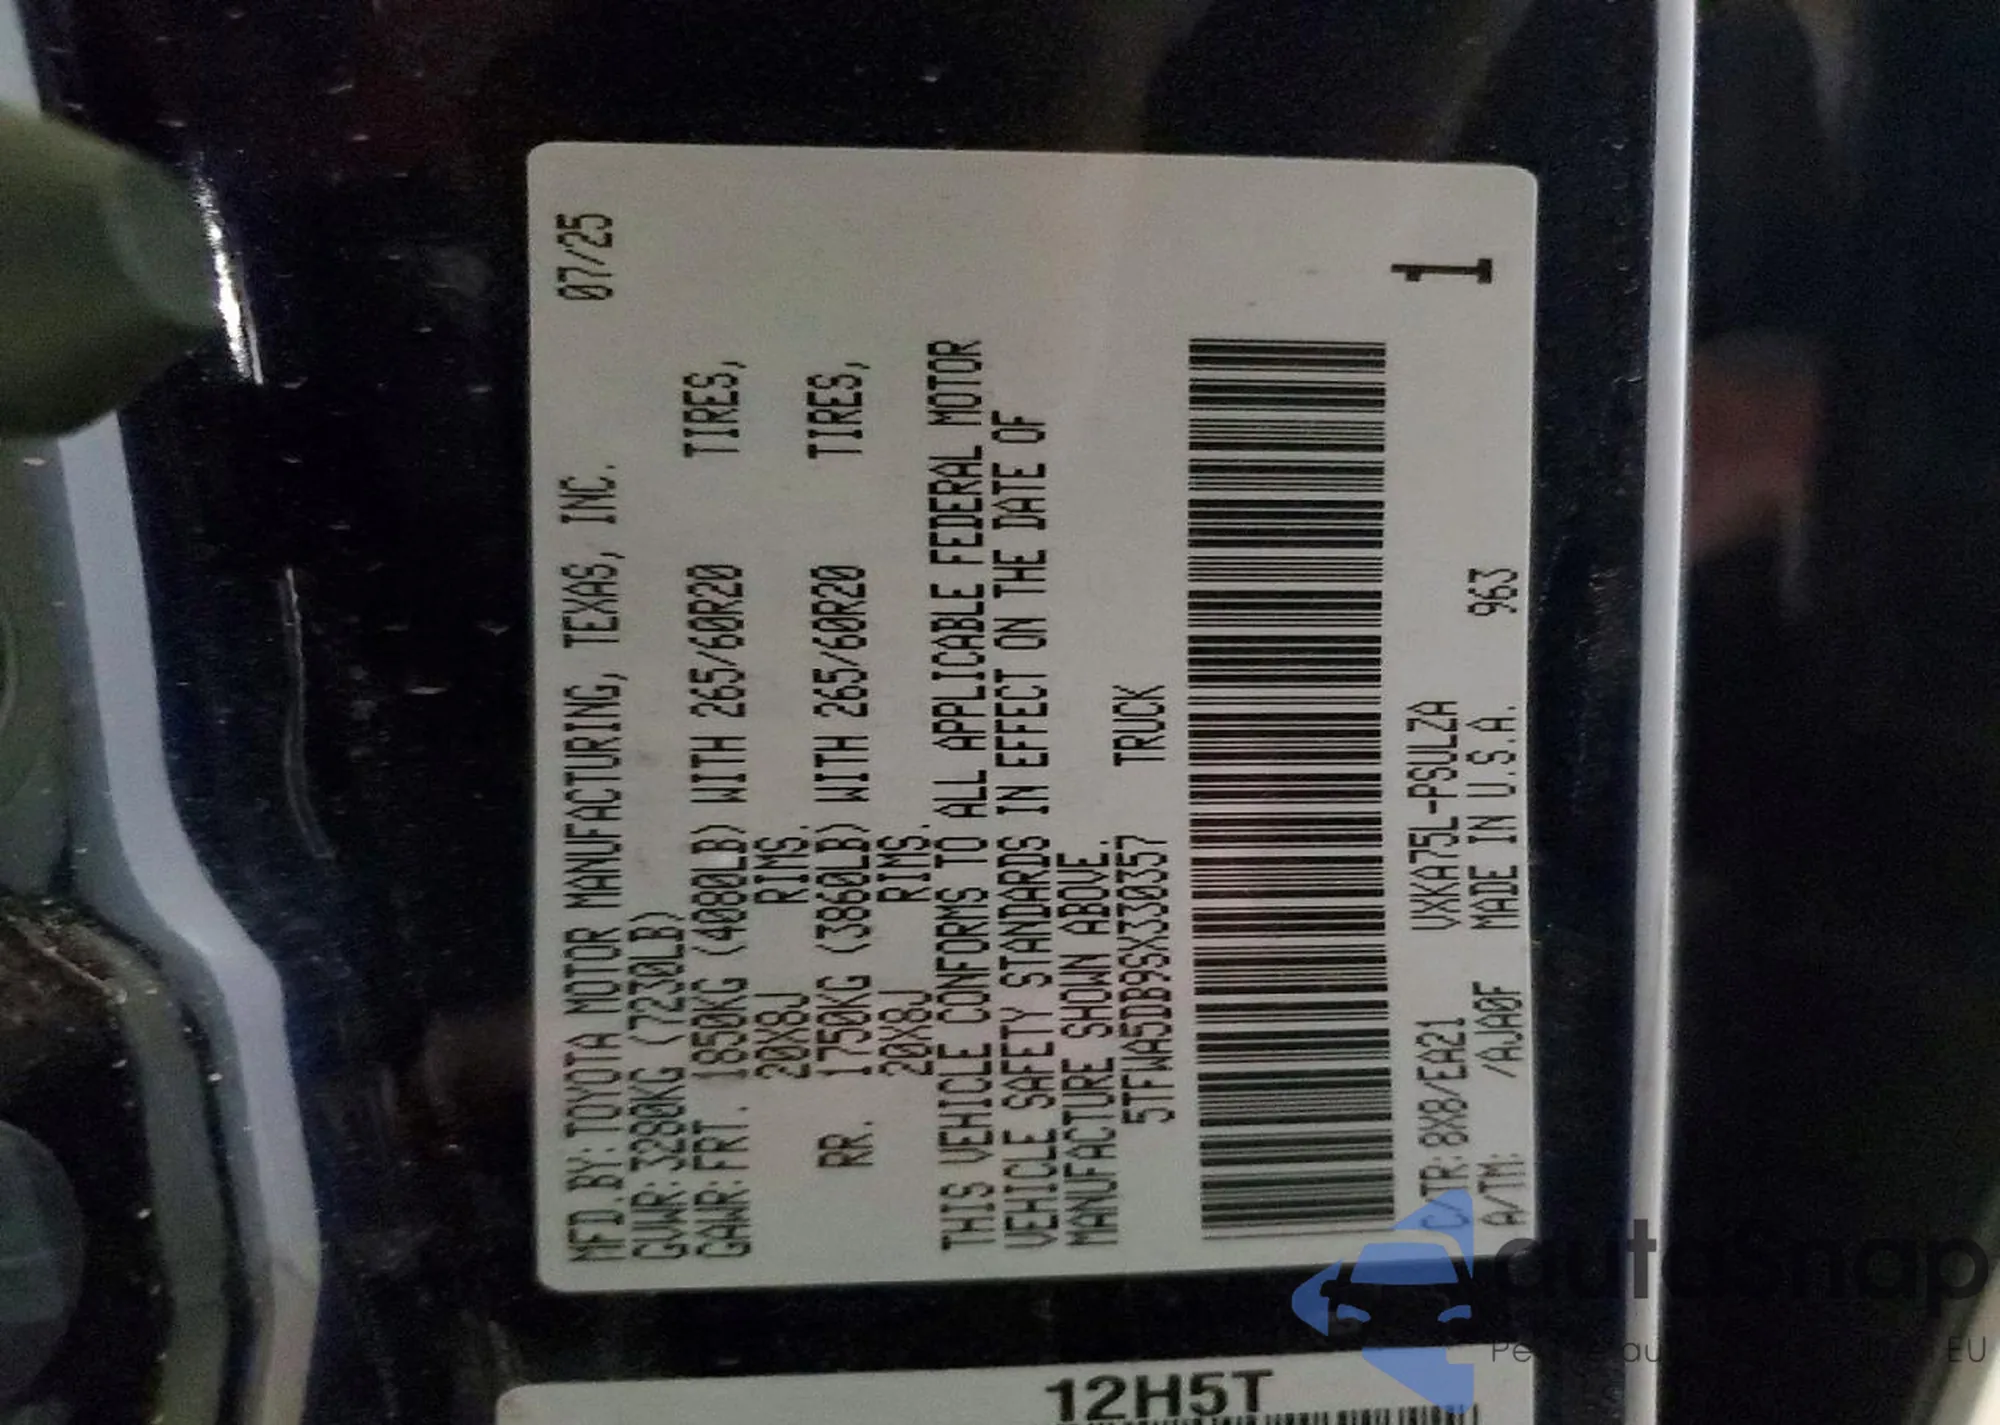 MFD.BY:TOYOTA MOTOR MANUFACTURING, TEXAS, INC. 07/25
GVWR:3280KG (7230LB)
GAWR:FRT. 1850KG (4080LB) WITH 265/60R20 TIRES,
20X8J RIMS.
RR. 1750KG (3860LB) WITH 265/60R20 TIRES,
20X8J RIMS.
THIS VEHICLE CONFORMS TO ALL APPLICABLE FEDERAL MOTOR
VEHICLE SAFETY STANDARDS IN EFFECT ON THE DATE OF
MANUFACTURE SHOWN ABOVE.
5TFWA5DB9SX330357 TRUCK
C/TR:8X8/EA21 VXKA75L-PSULZA
A/TM: /AJA0F MADE IN U.S.A. 963
1
12H5T
autosnap
EU